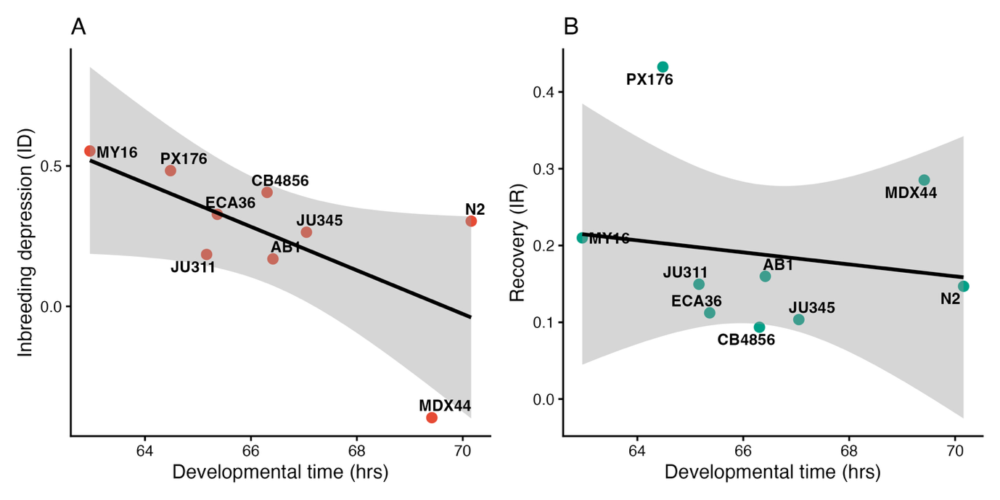 A
Inbreeding depression (ID)
0.5
0.0
MY16
PX176
CB4856
ECA36
N2
JU345
AB1
JU311
MDX44
64
66
68
70
Developmental time (hrs)
B
Recovery (IR)
0.4
0.3
0.2
0.1
0.0
PX176
MDX44
MY16
AB1
JU311
ECA36
N2
JU345
CB4856
64
66
68
70
Developmental time (hrs)